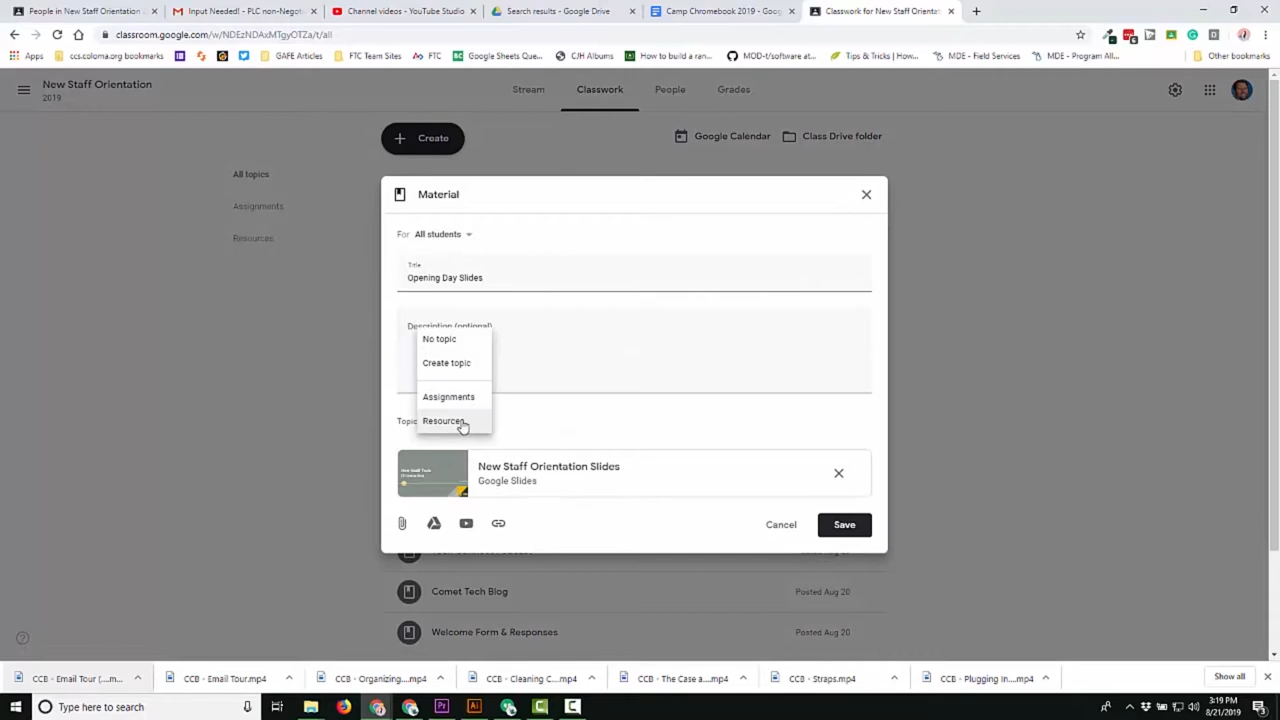 People in New Staff Orientation
Input Needed! - PLC non-Negot
Channel videos - YouTube Studio
Search results - Google Drive
Camp Chromebook 2019 - Goog
Classwork for New Staff Orientat
classroom.google.com/w/NDEzNDAxMTgyOTZa/t/all
Apps
ccs.coloma.org bookmarks
GAFE Articles
FTC Team Sites
FTC
Google Sheets Que...
CJH Albums
How to build a ran...
MOD-t/software at...
Tips & Tricks | How...
MDE - Field Services
MDE - Program All...
Other bookmarks
New Staff Orientation
2019
Stream
Classwork
People
Grades
Create
Google Calendar
Class Drive folder
All topics
Assignments
Resources
Material
For All students
Title
Opening Day Slides
Description (optional)
No topic
Create topic
Assignments
Topic
Resources
New Staff Orientation Slides
Google Slides
Cancel
Save
Comet Tech Blog
Posted Aug 20
Welcome Form & Responses
Posted Aug 20
CCB - Email Tour (....m...
CCB - Email Tour.mp4
CCB - Organizing....mp4
CCB - Cleaning C....mp4
CCB - The Case a....mp4
CCB - Straps.mp4
CCB - Plugging In....mp4
Show all
Type here to search
3:19 PM
8/21/2019